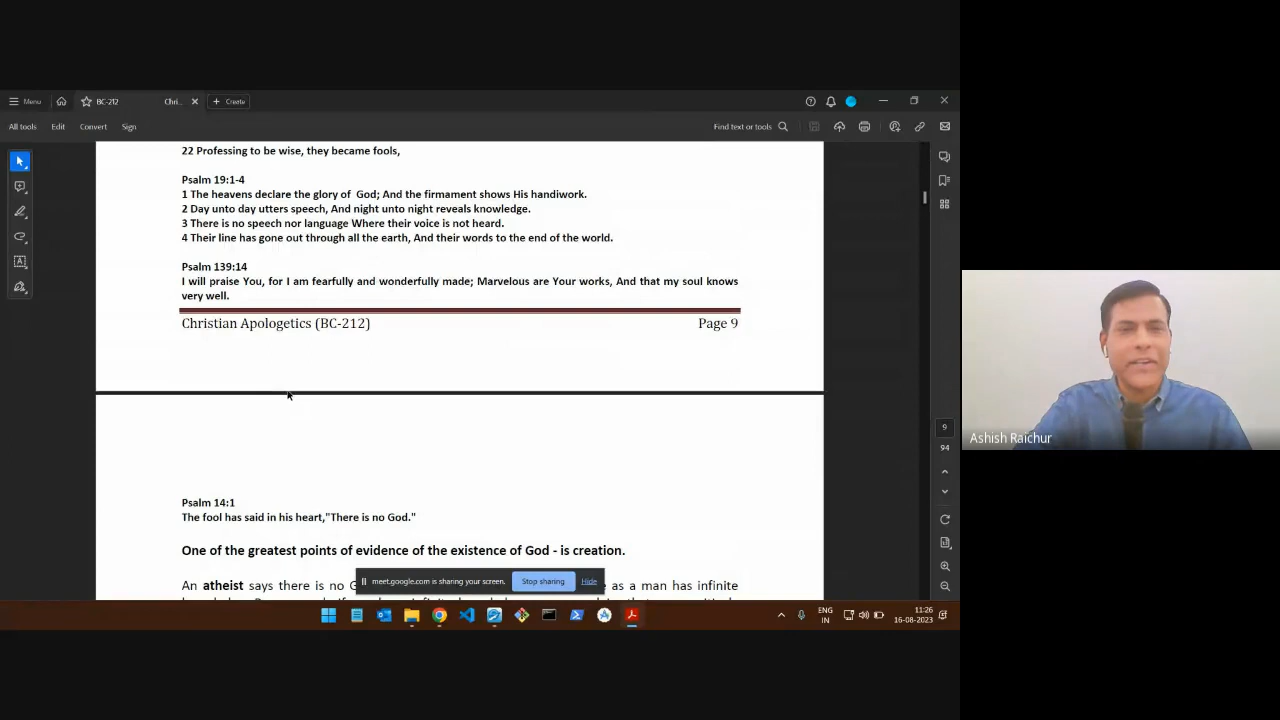 Menu
BC-212
Chri...
Create
All tools
Edit
Convert
Sign
Find text or tools
22 Professing to be wise, they became fools,
Psalm 19:1-4
1 The heavens declare the glory of God; And the firmament shows His handiwork.
2 Day unto day utters speech, And night unto night reveals knowledge.
3 There is no speech nor language Where their voice is not heard.
4 Their line has gone out through all the earth, And their words to the end of the world.
Psalm 139:14
I will praise You, for I am fearfully and wonderfully made; Marvelous are Your works, And that my soul knows
very well.
Christian Apologetics (BC-212)
Page 9
Psalm 14:1
The fool has said in his heart,"There is no God."
One of the greatest points of evidence of the existence of God - is creation.
An atheist says there is no
as a man has infinite
meet.google.com is sharing your screen.
Stop sharing
Hide
9
94
Ashish Raichur
ENG
IN
11:26
16-08-2023